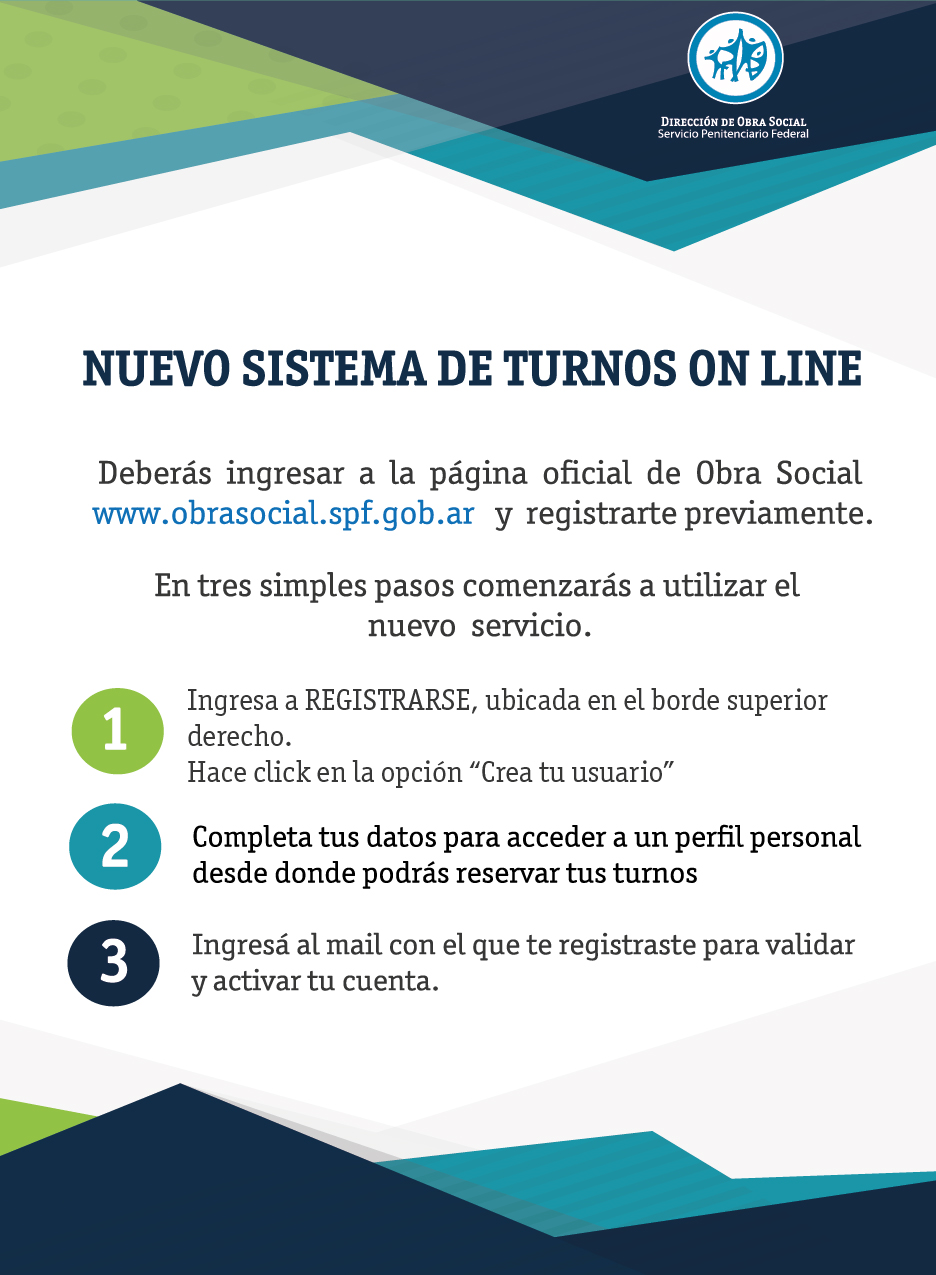 DIRECCIÓN DE OBRA SOCIAL
Servicio Penitenciario Federal
NUEVO SISTEMA DE TURNOS ON LINE
Deberás ingresar a la página oficial de Obra Social
www.obrasocial.spf.gob.ar y registrarte previamente.
En tres simples pasos comenzarás a utilizar el
nuevo servicio.
1
Ingresa a REGISTRARSE, ubicada en el borde superior
derecho.
Hace click en la opción “Crea tu usuario”
2
Completa tus datos para acceder a un perfil personal
desde donde podrás reservar tus turnos
3
Ingresá al mail con el que te registraste para validar
y activar tu cuenta.